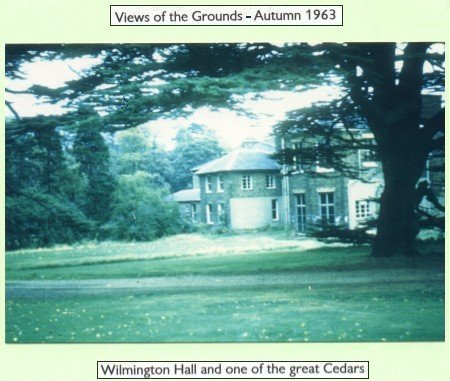 Views of the Grounds - Autumn 1963
Wilmington Hall and one of the great Cedars